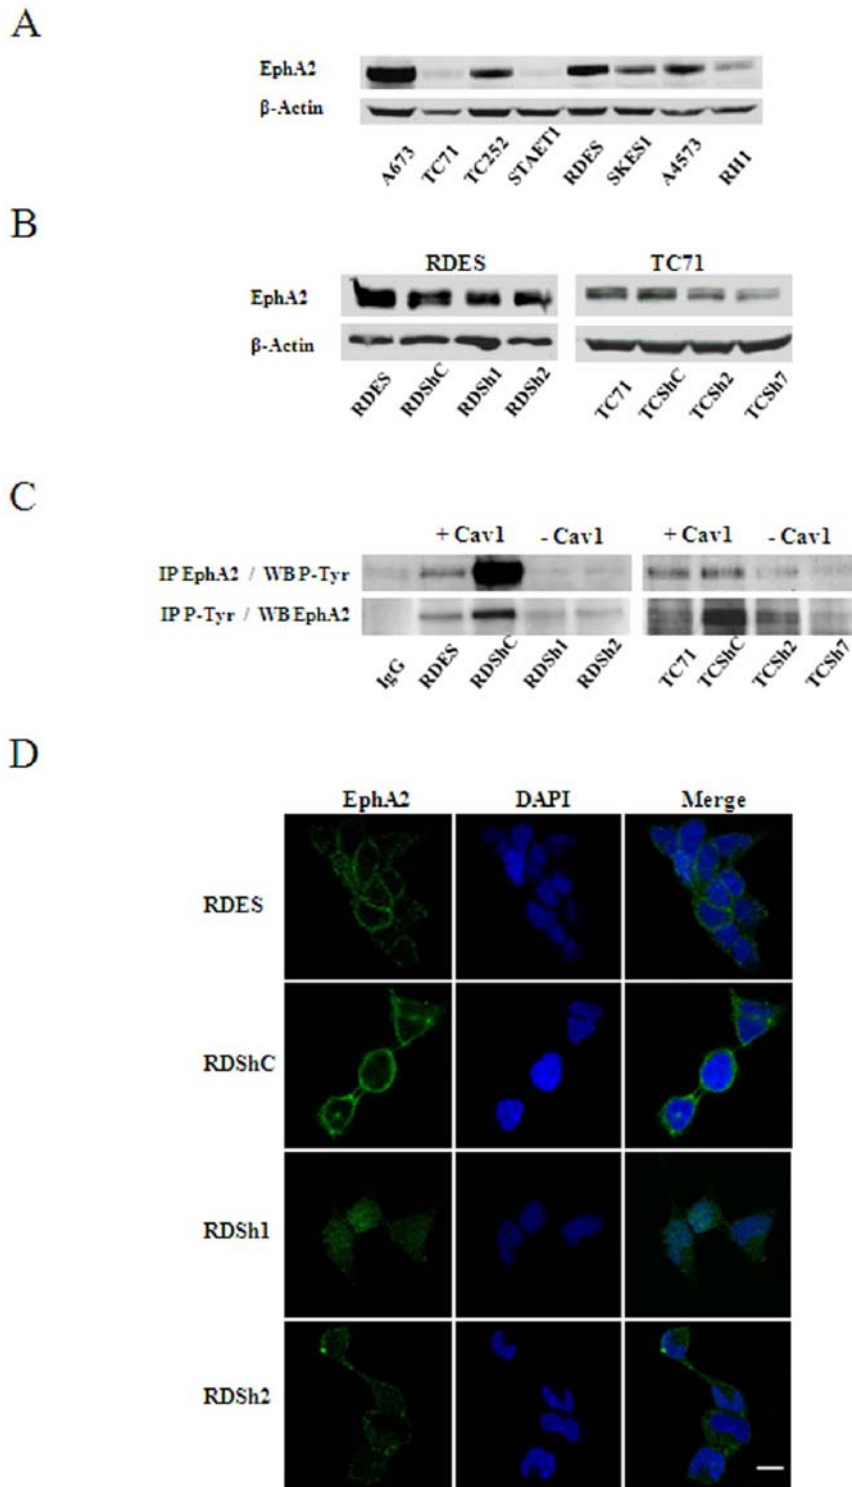 A
EphA2
β-Actin
A673 TC71 TC252 STAET1 RDES SKES1 A4573 RH1
B
RDES TC71
EphA2
β-Actin
RDES RDShC RDSh1 RDSh2 TC71 TCShC TCSh2 TCSh7
C
+ Cav1 - Cav1 + Cav1 - Cav1
IP EphA2 / WB P-Tyr
IP P-Tyr / WB EphA2
IgG RDES RDShC RDSh1 RDSh2 TC71 TCShC TCSh2 TCSh7
D
EphA2 DAPI Merge
RDES
RDShC
RDSh1
RDSh2